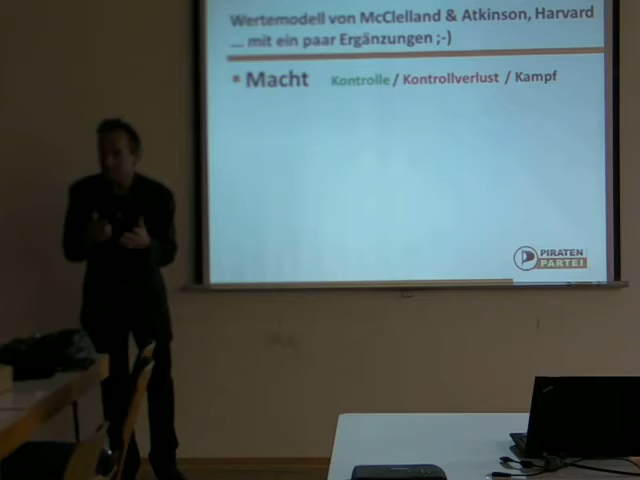 Wertemodell von McClelland & Atkinson, Harvard
... mit ein paar Ergänzungen ;-)
▪ Macht Kontrolle / Kontrollverlust / Kampf
PIRATEN
PARTEI